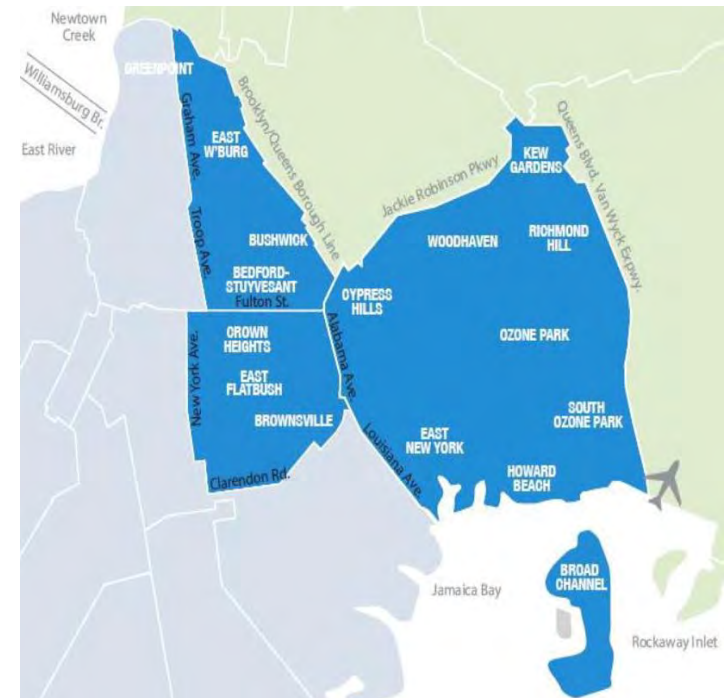 Newtown
Creek
Williamsburg Br.
East River
GREENPOINT
Graham Ave.
EAST
W'BURG
Brooklyn/Queens Borough Line
Troop Ave.
BUSHWICK
BEDFORD-
STUYVESANT
Fulton St.
Jackie Robinson Pkwy
KEW
GARDENS
Queens Blvd. Van Wyck Expwy.
WOODHAVEN
RICHMOND
HILL
CYPRESS
HILLS
OZONE PARK
New York Ave.
CROWN
HEIGHTS
EAST
FLATBUSH
BROWNSVILLE
Alabama Ave.
Clarendon Rd.
Louisiana Ave.
EAST
NEW YORK
SOUTH
OZONE PARK
HOWARD
BEACH
Jamaica Bay
BROAD
CHANNEL
Rockaway Inlet